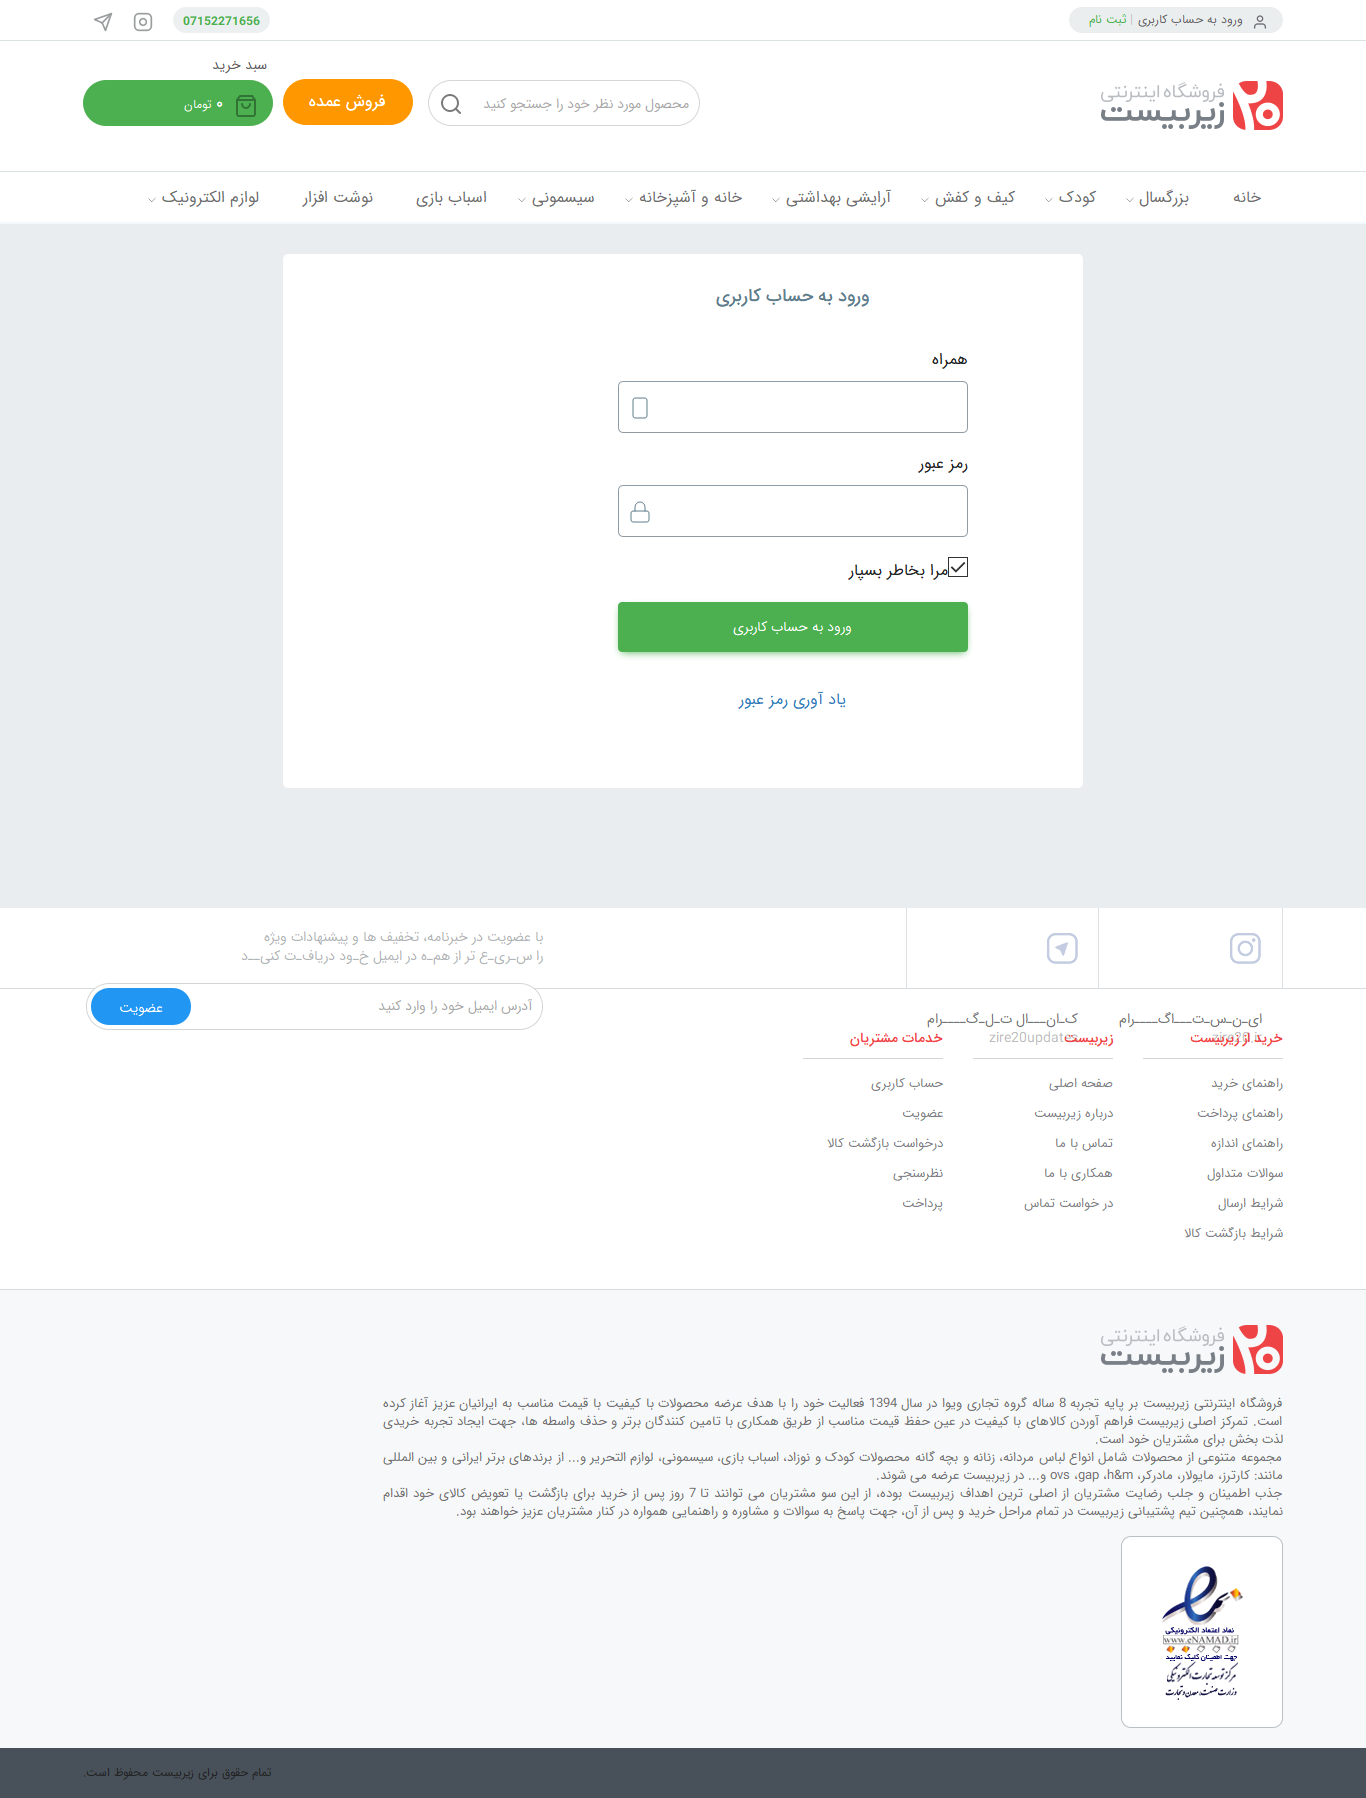 ورود به حساب کاربری | ثبت نام
07152271656
فروشگاه اینترنتی
زیربیست
محصول مورد نظر خود را جستجو کنید
فروش عمده
سبد خرید
۰ تومان
خانه
بزرگسال
کودک
کیف و کفش
آرایشی بهداشتی
خانه و آشپزخانه
سیسمونی
اسباب بازی
نوشت افزار
لوازم الکترونیک
ورود به حساب کاربری
همراه
رمز عبور
مرا بخاطر بسپار
ورود به حساب کاربری
یاد آوری رمز عبور
با عضویت در خبرنامه، تخفیف ها و پیشنهادات ویژه
را سـریـع تر از همـه در ایمیل خـود دریافـت کنیــد
آدرس ایمیل خود را وارد کنید
عضویت
ایـنـسـتـــاگــــرام
کـانـــال تـلـگــــرام
zire20updates
خرید از زیربیست
راهنمای خرید
راهنمای پرداخت
راهنمای اندازه
سوالات متداول
شرایط ارسال
شرایط بازگشت کالا
زیربیست
صفحه اصلی
درباره زیربیست
تماس با ما
همکاری با ما
در خواست تماس
خدمات مشتریان
حساب کاربری
عضویت
درخواست بازگشت کالا
نظرسنجی
پرداخت
فروشگاه اینترنتی
زیربیست
فروشگاه اینترنتی زیربیست بر پایه تجربه 8 ساله گروه تجاری ویوا در سال 1394 فعالیت خود را با هدف عرضه محصولات با کیفیت با قیمت مناسب به ایرانیان عزیز آغاز کرده
است. تمرکز اصلی زیربیست فراهم آوردن کالاهای با کیفیت در عین حفظ قیمت مناسب از طریق همکاری با تامین کنندگان برتر و حذف واسطه ها، جهت ایجاد تجربه خریدی
لذت بخش برای مشتریان خود است.
مجموعه متنوعی از محصولات شامل انواع لباس مردانه، زنانه و بچه گانه محصولات کودک و نوزاد، اسباب بازی، سیسمونی، لوازم التحریر و... از برندهای برتر ایرانی و بین المللی
مانند: کارترز، مایولار، مادرکر، ovs ،gap ،h&m و... در زیربیست عرضه می شوند.
جذب اطمینان و جلب رضایت مشتریان از اصلی ترین اهداف زیربیست بوده، از این سو مشتریان می توانند تا 7 روز پس از خرید برای بازگشت یا تعویض کالای خود اقدام
نمایند، همچنین تیم پشتیبانی زیربیست در تمام مراحل خرید و پس از آن، جهت پاسخ به سوالات و مشاوره و راهنمایی همواره در کنار مشتریان عزیز خواهند بود.
نماد اعتماد الکترونیکی
www.eNAMAD.ir
جهت اطمینان کلیک نمایید
مرکز توسعه تجارت الکترونیکی
وزارت صنعت، معدن و تجارت
تمام حقوق برای زیربیست محفوظ است.